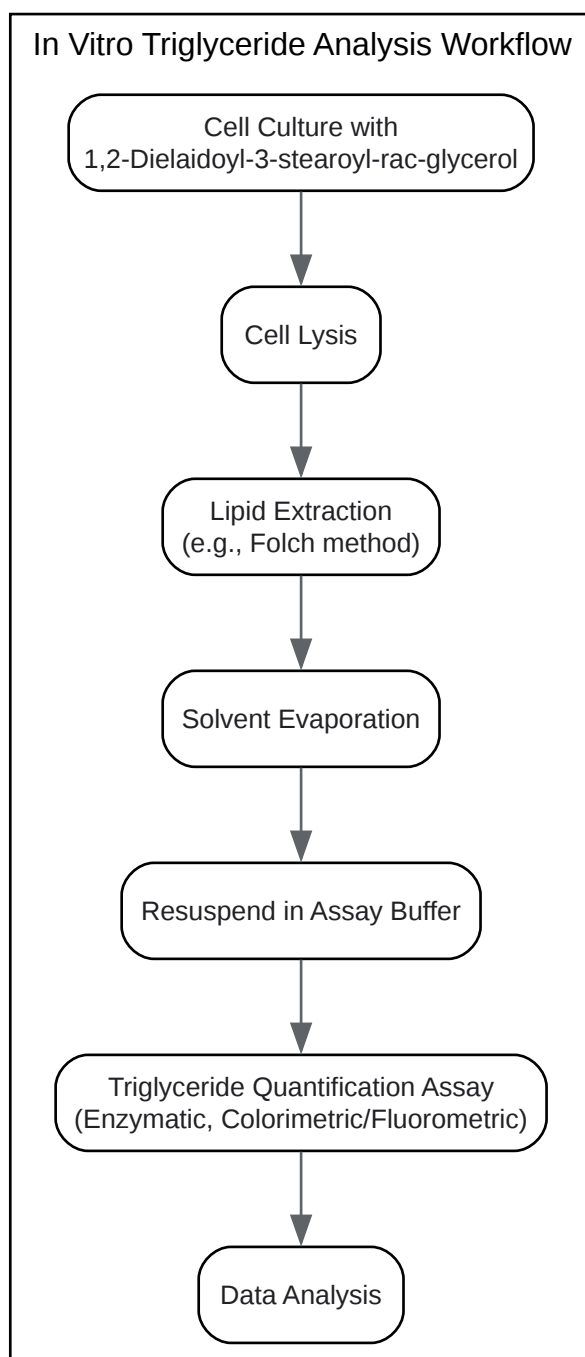 In Vitro Triglyceride Analysis Workflow
Cell Culture with
1,2-Dielaidoyl-3-stearoyl-rac-glycerol
Cell Lysis
Lipid Extraction
(e.g., Folch method)
Solvent Evaporation
Resuspend in Assay Buffer
Triglyceride Quantification Assay
(Enzymatic, Colorimetric/Fluorometric)
Data Analysis